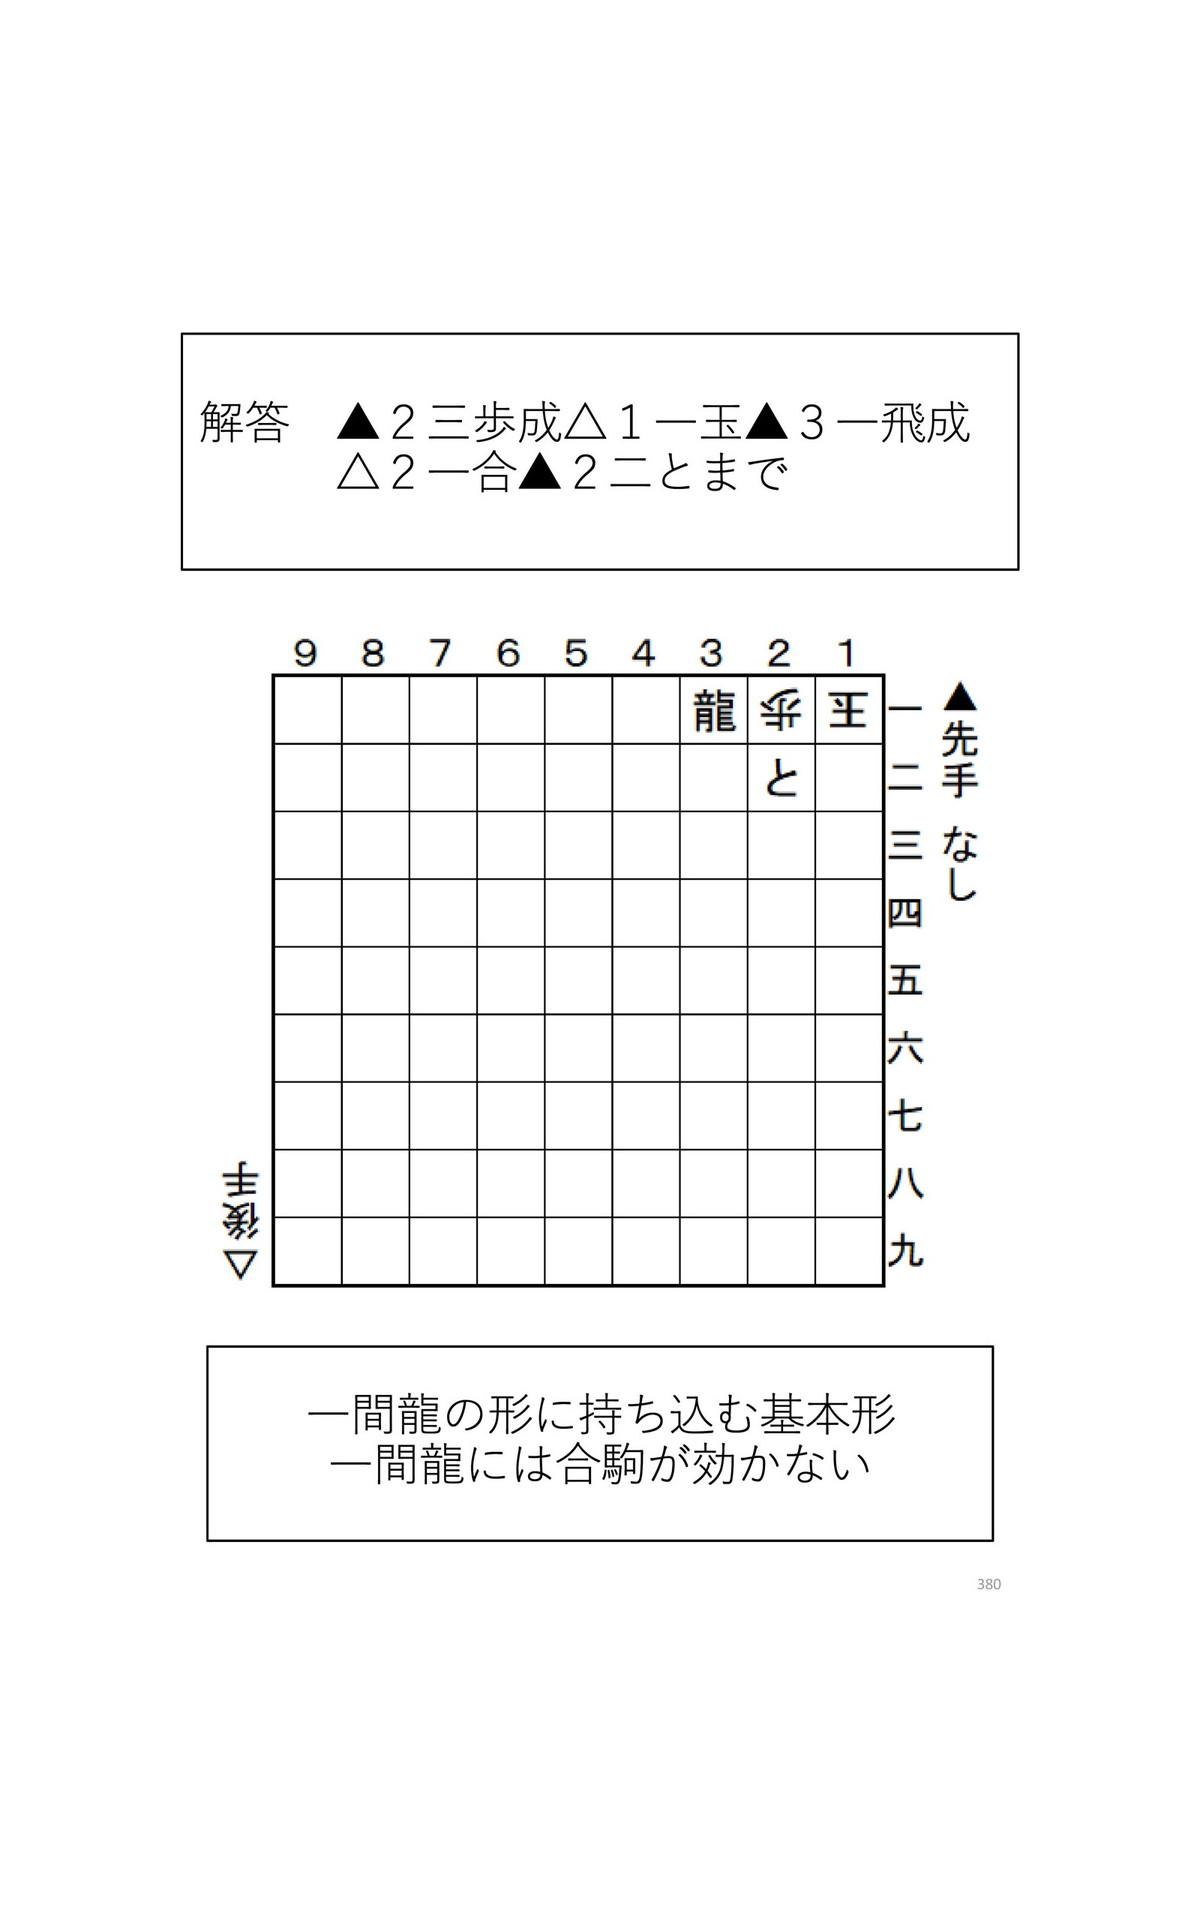 解答　▲２三歩成△１一玉▲３一飛成
△２一合▲２二とまで
9 8 7 6 5 4 3 2 1
龍 歩 王 一
と 二
三
四
五
六
七
八
九
▲先手 なし
△後手
一間龍の形に持ち込む基本形
一間龍には合駒が効かない
380